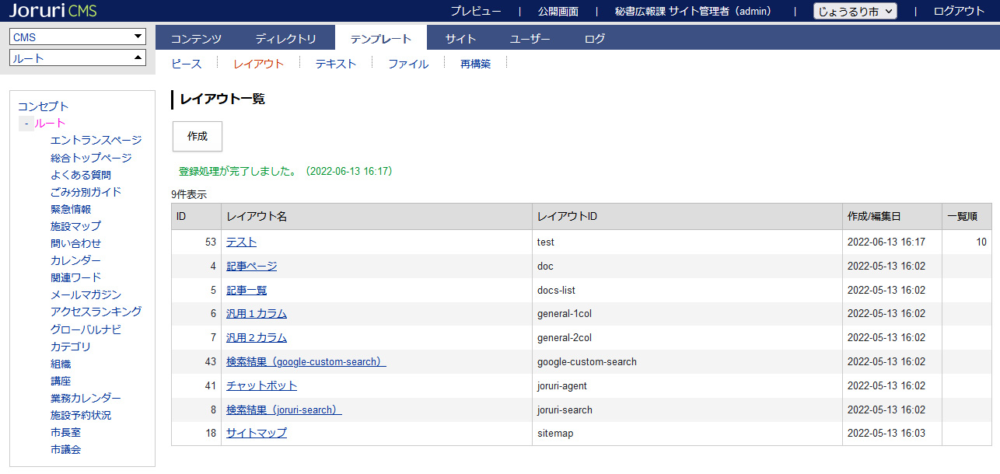 Joruri CMS
プレビュー | 公開画面 | 秘書広報課 サイト管理者（admin） | じょうるり市 | ログアウト
CMS
ルート
コンテンツ ディレクトリ テンプレート サイト ユーザー ログ
ピース レイアウト テキスト ファイル 再構築
コンセプト
- ルート
エントランスページ
総合トップページ
よくある質問
ごみ分別ガイド
緊急情報
施設マップ
問い合わせ
カレンダー
関連ワード
メールマガジン
アクセスランキング
グローバルナビ
カテゴリ
組織
講座
業務カレンダー
施設予約状況
市長室
市議会
レイアウト一覧
作成
登録処理が完了しました。（2022-06-13 16:17）
9件表示
ID レイアウト名 レイアウトID 作成/編集日 一覧順
53 テスト test 2022-06-13 16:17 10
4 記事ページ doc 2022-05-13 16:02
5 記事一覧 docs-list 2022-05-13 16:02
6 汎用１カラム general-1col 2022-05-13 16:02
7 汎用２カラム general-2col 2022-05-13 16:02
43 検索結果（google-custom-search） google-custom-search 2022-05-13 16:02
41 チャットボット joruri-agent 2022-05-13 16:02
8 検索結果（joruri-search） joruri-search 2022-05-13 16:02
18 サイトマップ sitemap 2022-05-13 16:03